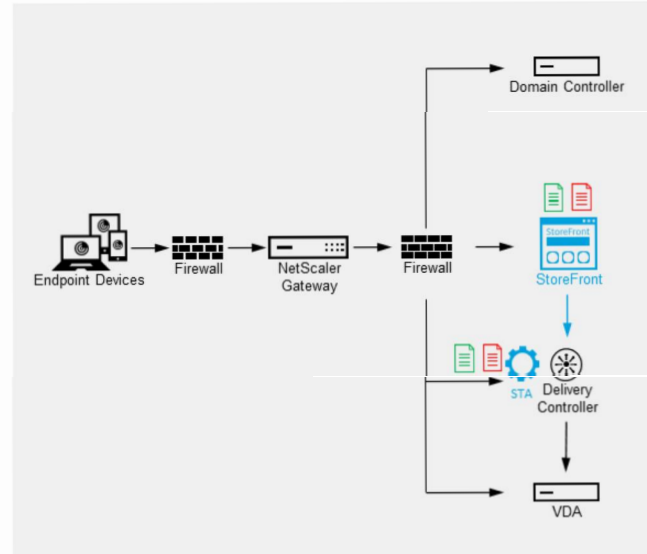 Domain Controller
StoreFront
StoreFront
Endpoint Devices
Firewall
NetScaler
Gateway
Firewall
STA
Delivery
Controller
VDA